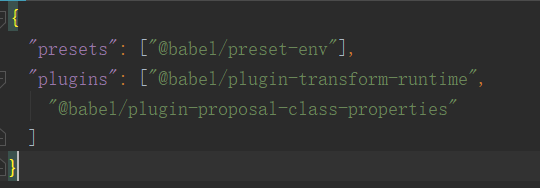 {
"presets": ["@babel/preset-env"],
"plugins": ["@babel/plugin-transform-runtime",
"@babel/plugin-proposal-class-properties"
]
}